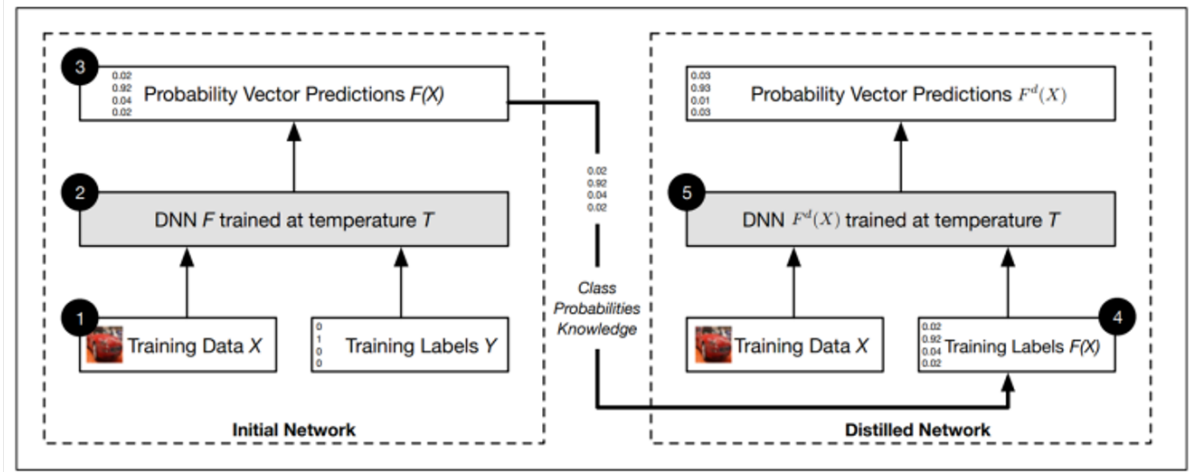 3
0.02
0.92
0.04
0.02
Probability Vector Predictions F(X)
2
DNN F trained at temperature T
1
Training Data X
0
1
0
0
Training Labels Y
Initial Network
0.02
0.92
0.04
0.02
Class
Probabilities
Knowledge
0.03
0.93
0.01
0.03
Probability Vector Predictions F^d(X)
5
DNN F^d(X) trained at temperature T
Training Data X
4
0.02
0.92
0.04
0.02
Training Labels F(X)
Distilled Network